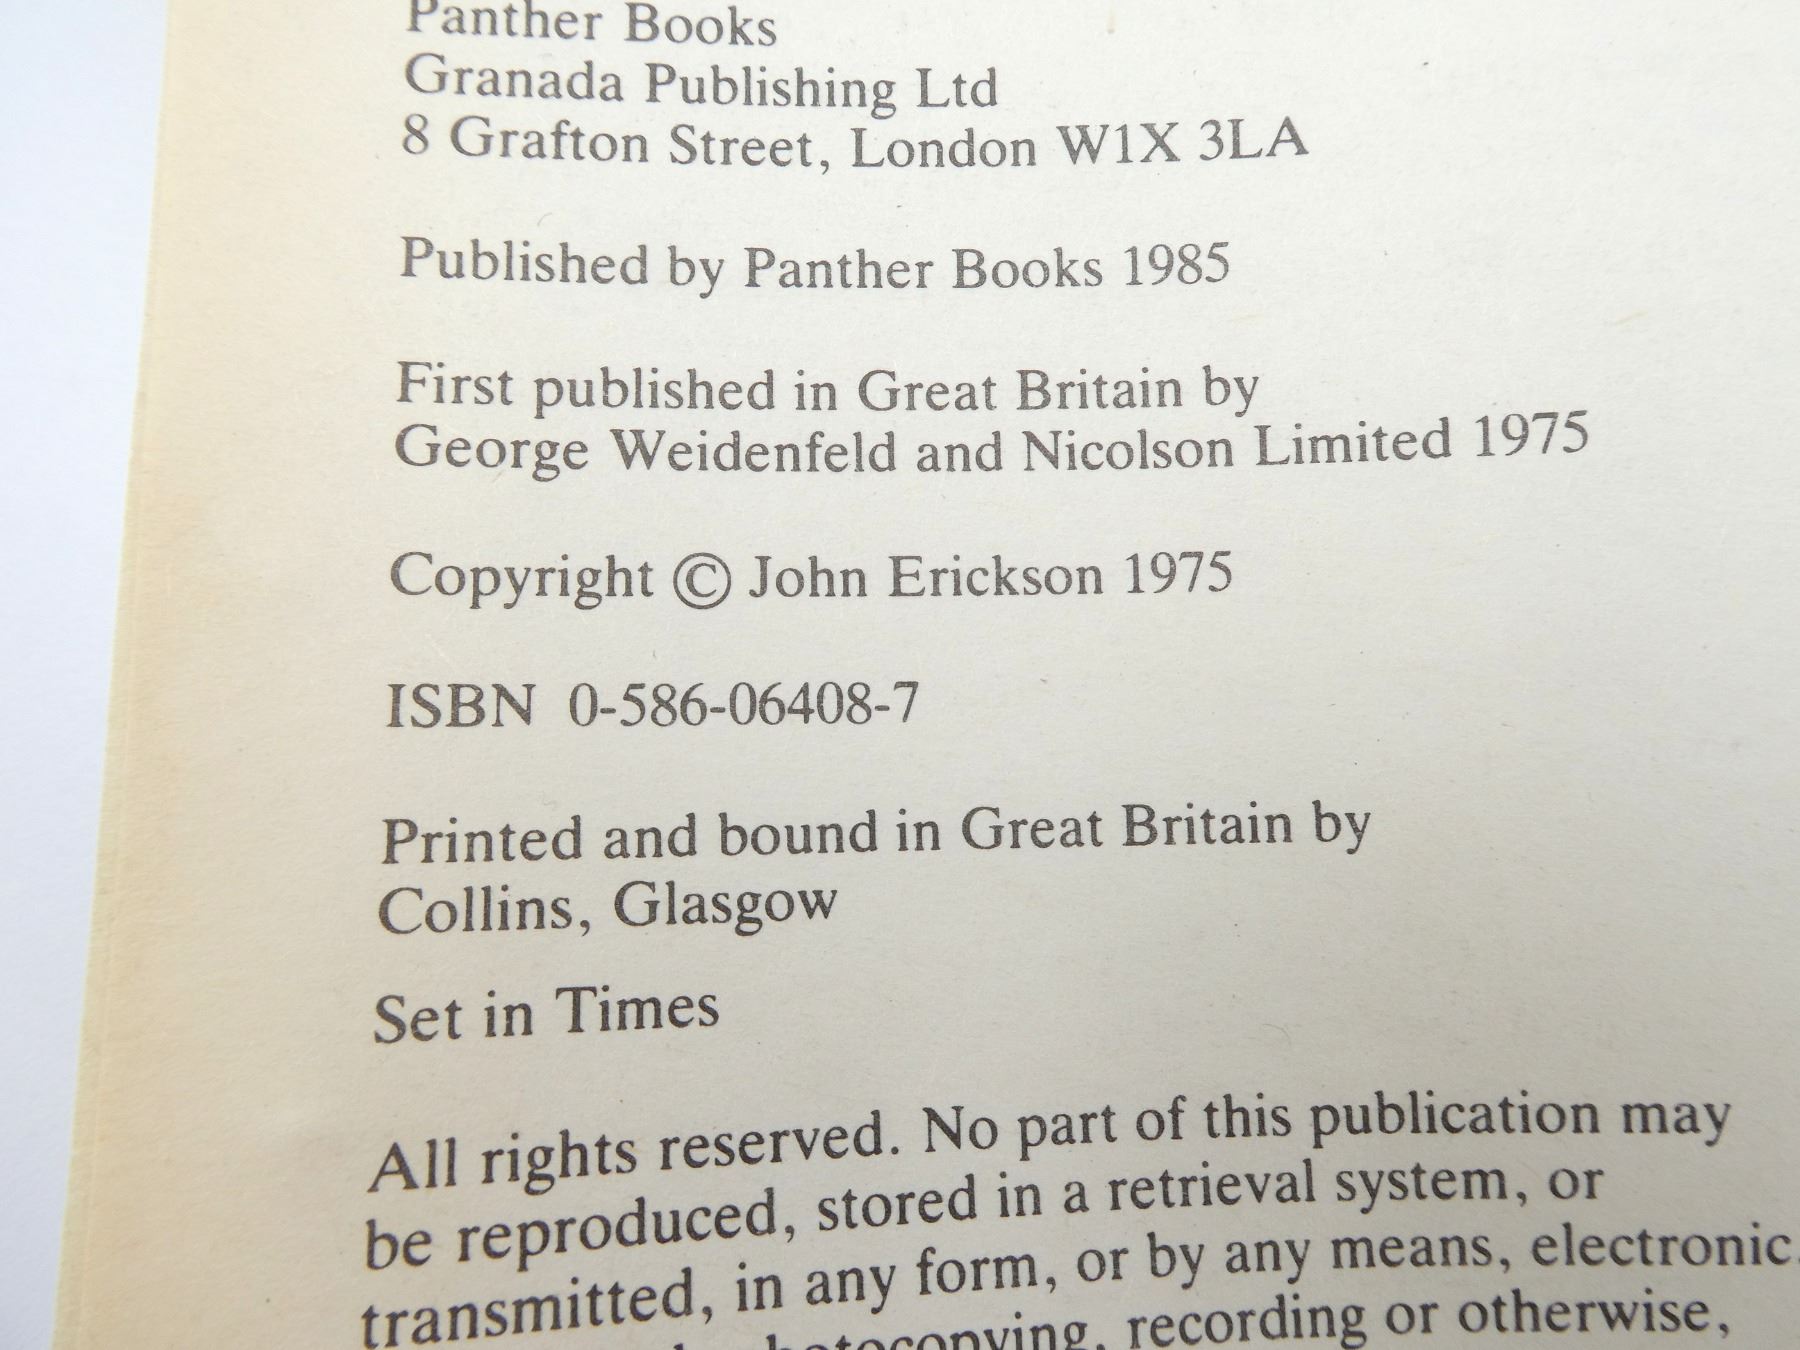 Panther Books
Granada Publishing Ltd
8 Grafton Street, London W1X 3LA
Published by Panther Books 1985
First published in Great Britain by
George Weidenfeld and Nicolson Limited 1975
Copyright © John Erickson 1975
ISBN 0-586-06408-7
Printed and bound in Great Britain by
Collins, Glasgow
Set in Times
All rights reserved. No part of this publication may
be reproduced, stored in a retrieval system, or
transmitted, in any form, or by any means, electronic,
photocopying, recording or otherwise,